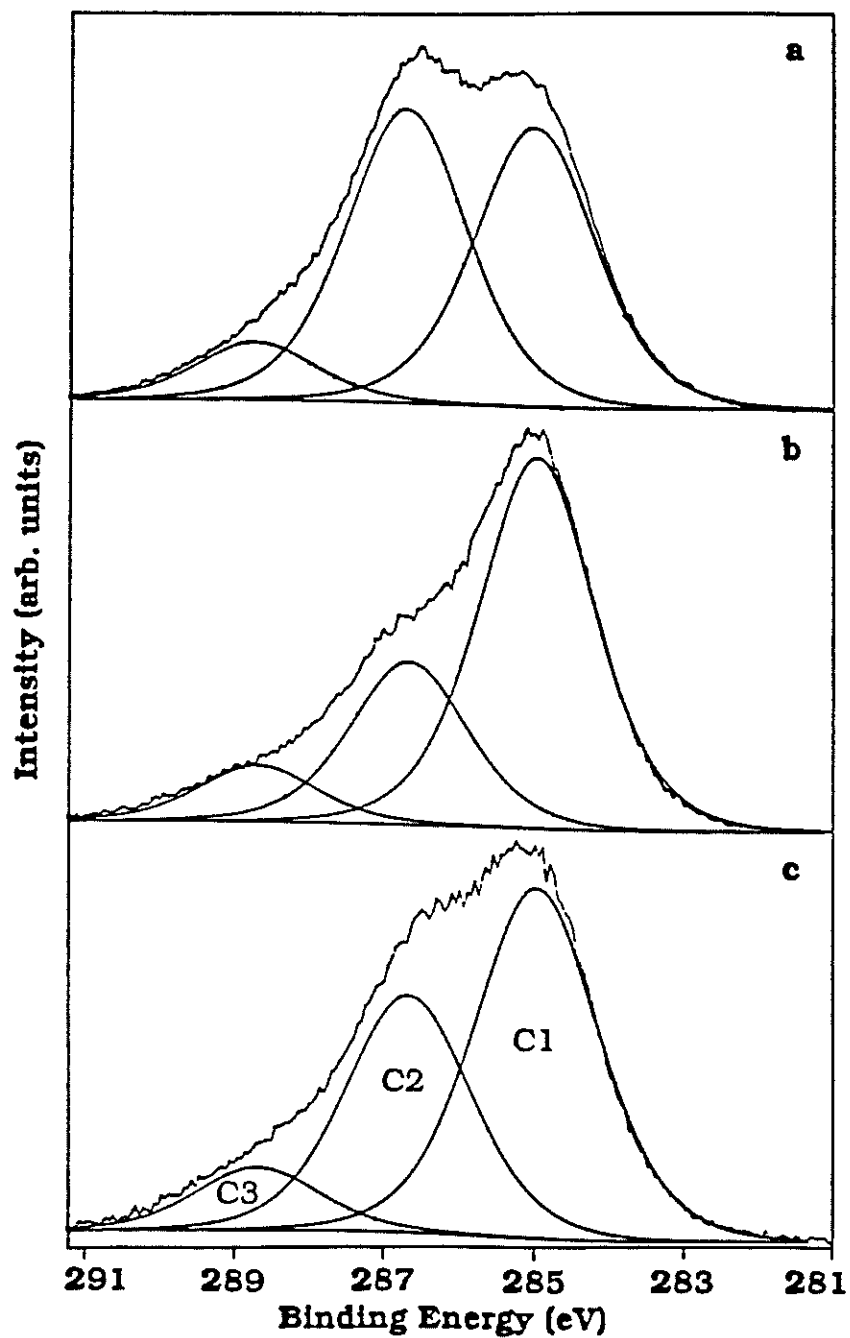 a
b
c
C1
C2
C3
Intensity (arb. units)
291 289 287 285 283 281
Binding Energy (eV)